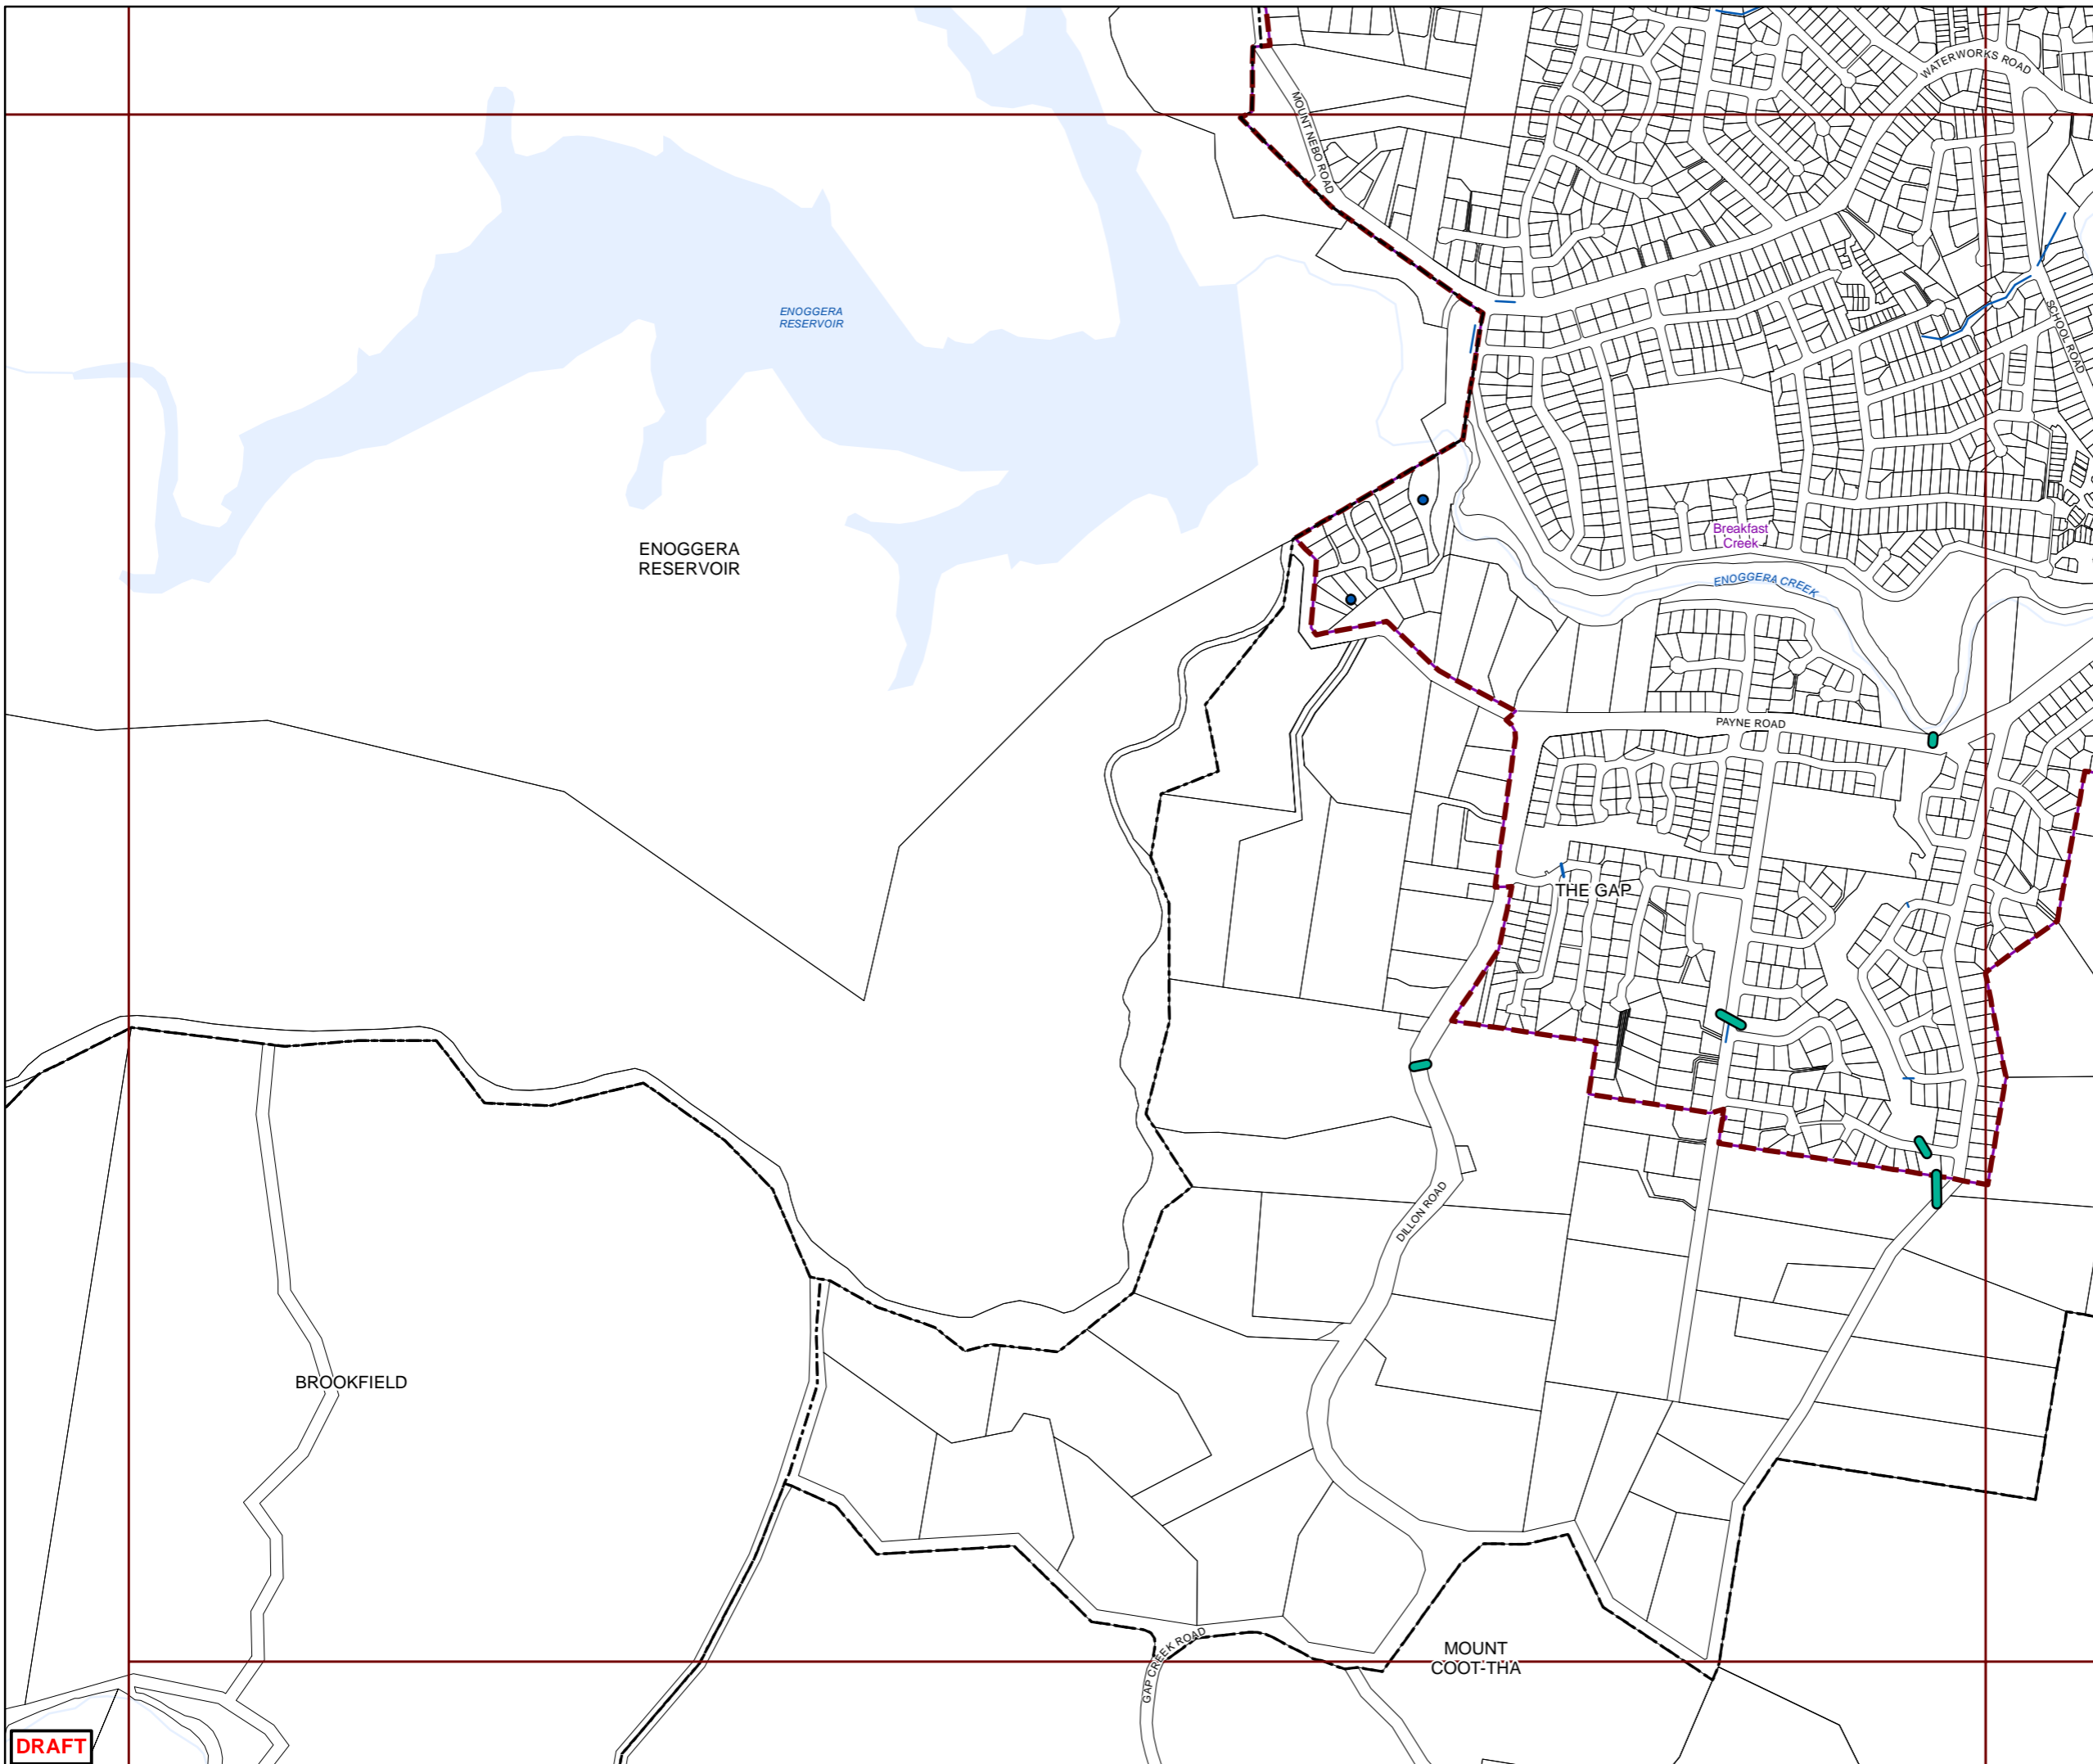 WATERWORKS ROAD
MOUNT NEBO ROAD
ENOGGERA
RESERVOIR
SCHOOL ROAD
Breakfast
Creek
ENOGGERA
RESERVOIR
ENOGGERA CREEK
PAYNE ROAD
THE GAP
DILLON ROAD
BROOKFIELD
GAP CREEK ROAD
MOUNT
COOT-THA
DRAFT